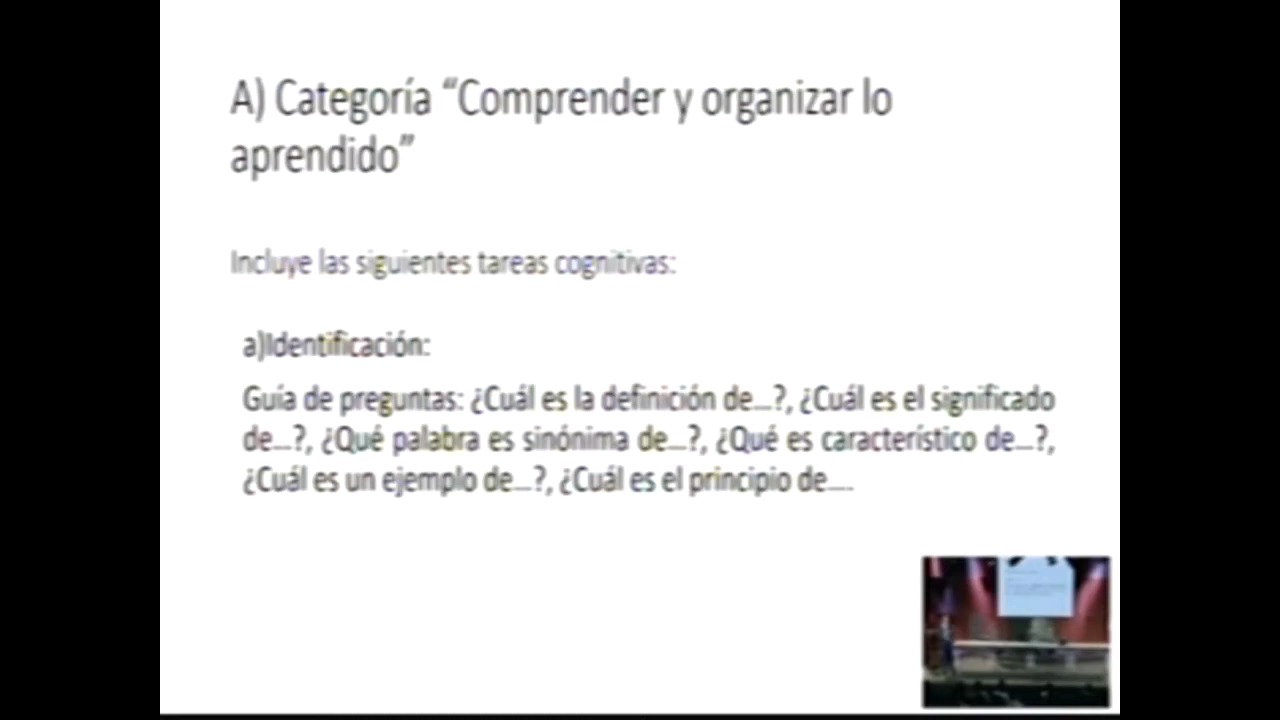 A) Categoría “Comprender y organizar lo
aprendido”
Incluye las siguientes tareas cognitivas:
a)Identificación:
Guía de preguntas: ¿Cuál es la definición de...?, ¿Cuál es el significado
de...?, ¿Qué palabra es sinónima de...?, ¿Qué es característico de...?,
¿Cuál es un ejemplo de...?, ¿Cuál es el principio de....